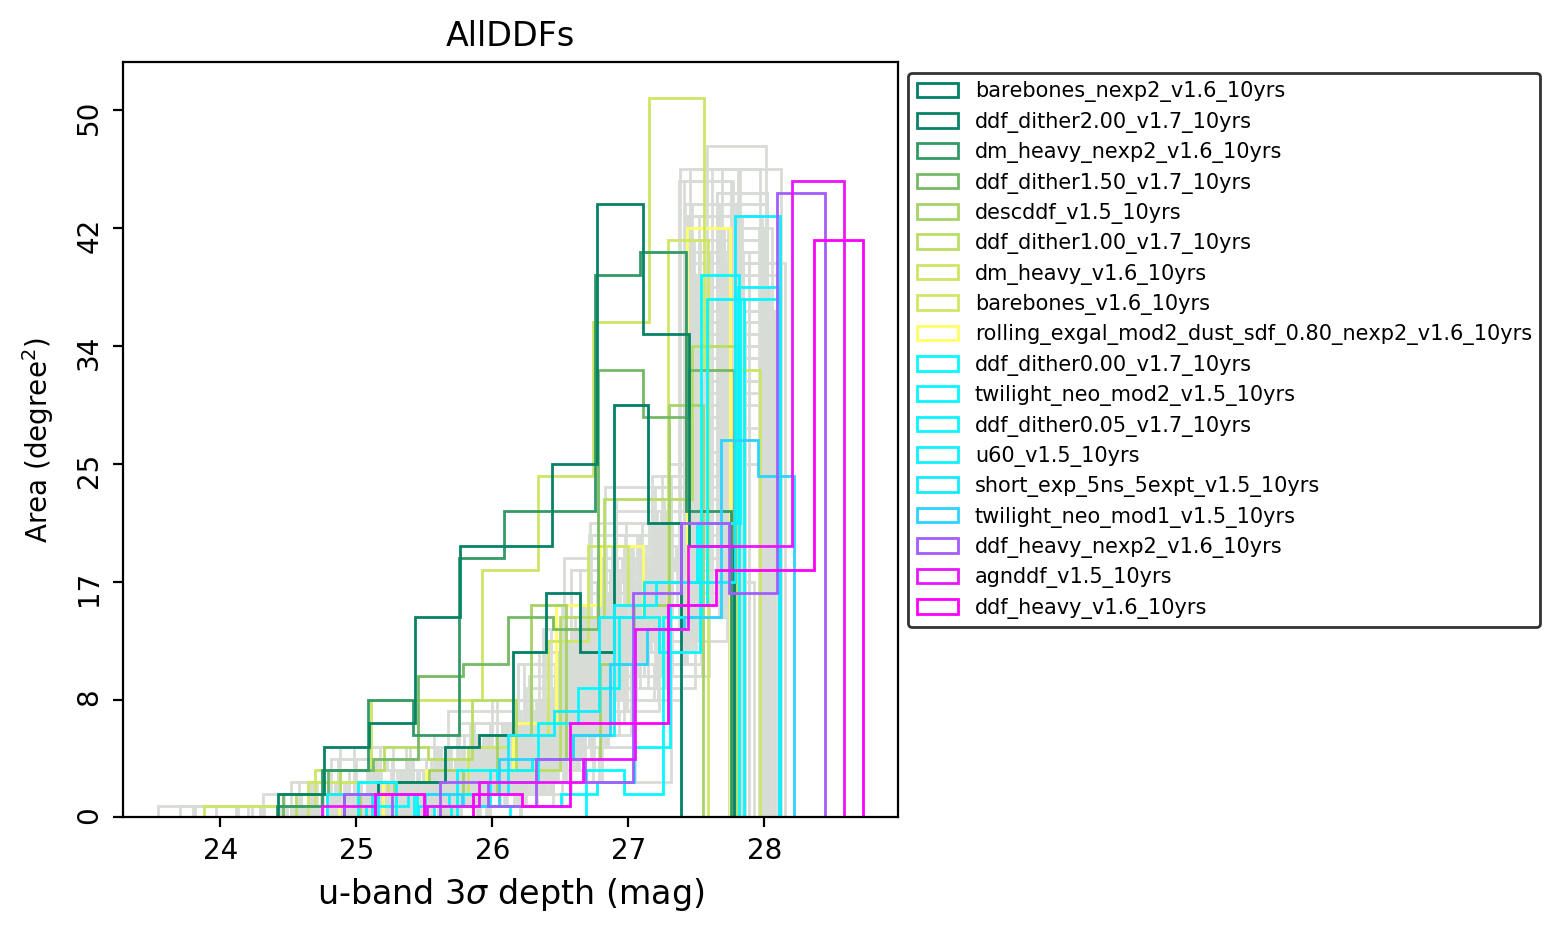 AllDDFs
50
42
34
25
17
8
0
Area (degree²)
24 25 26 27 28
u-band 3σ depth (mag)
barebones_nexp2_v1.6_10yrs
ddf_dither2.00_v1.7_10yrs
dm_heavy_nexp2_v1.6_10yrs
ddf_dither1.50_v1.7_10yrs
descddf_v1.5_10yrs
ddf_dither1.00_v1.7_10yrs
dm_heavy_v1.6_10yrs
barebones_v1.6_10yrs
rolling_exgal_mod2_dust_sdf_0.80_nexp2_v1.6_10yrs
ddf_dither0.00_v1.7_10yrs
twilight_neo_mod2_v1.5_10yrs
ddf_dither0.05_v1.7_10yrs
u60_v1.5_10yrs
short_exp_5ns_5expt_v1.5_10yrs
twilight_neo_mod1_v1.5_10yrs
ddf_heavy_nexp2_v1.6_10yrs
agnddf_v1.5_10yrs
ddf_heavy_v1.6_10yrs